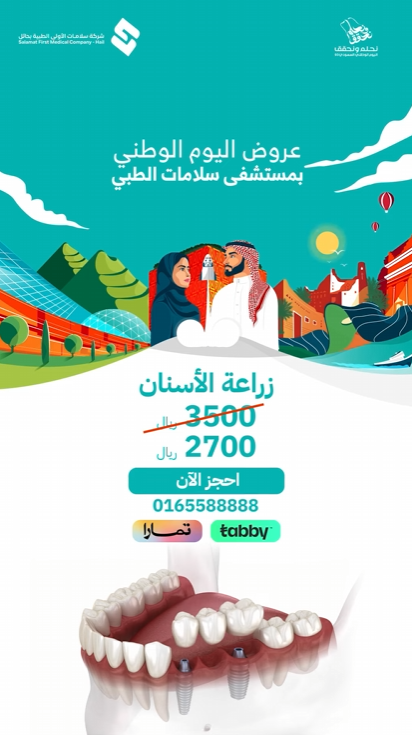 شركة سلامات الأولى الطبية بحائل
Salamat First Medical Company - Hail
نحلم ونحقق
عروض اليوم الوطني
بمستشفى سلامات الطبي
زراعة الأسنان
3500 ريال
2700 ريال
احجز الآن
0165588888
تمارا
tabby